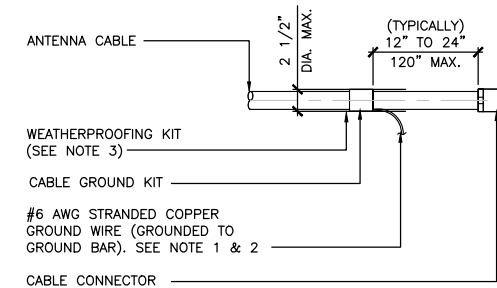 ANTENNA CABLE
2 1/2"
DIA. MAX.
(TYPICALLY)
12" TO 24"
120" MAX.
WEATHERPROOFING KIT
(SEE NOTE 3)
CABLE GROUND KIT
#6 AWG STRANDED COPPER
GROUND WIRE (GROUNDED TO
GROUND BAR). SEE NOTE 1 & 2
CABLE CONNECTOR